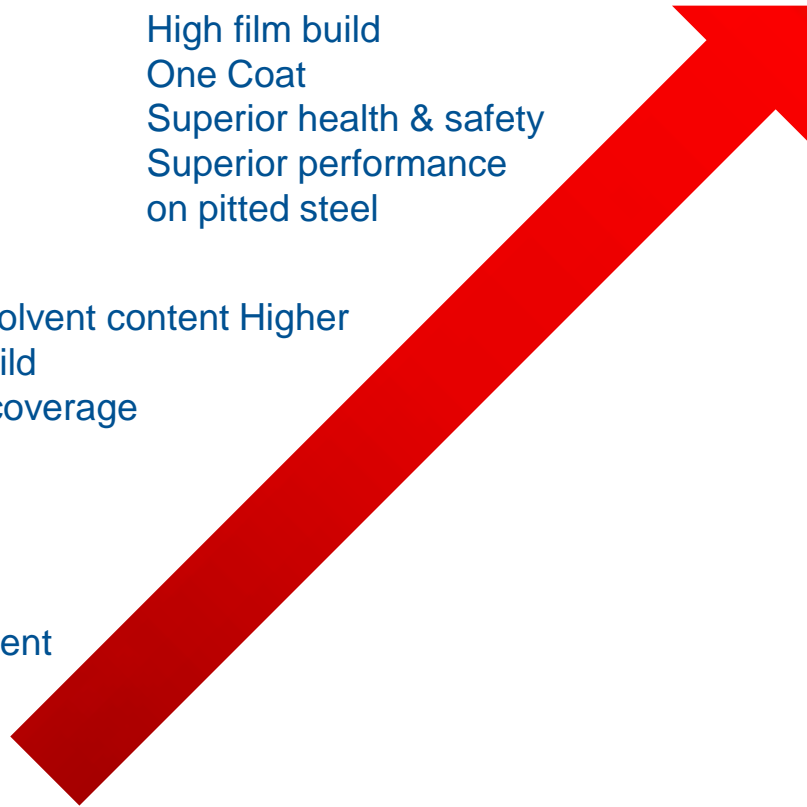 High film build
One Coat
Superior health & safety
Superior performance
on pitted steel
olvent content Higher
ild
coverage
ent